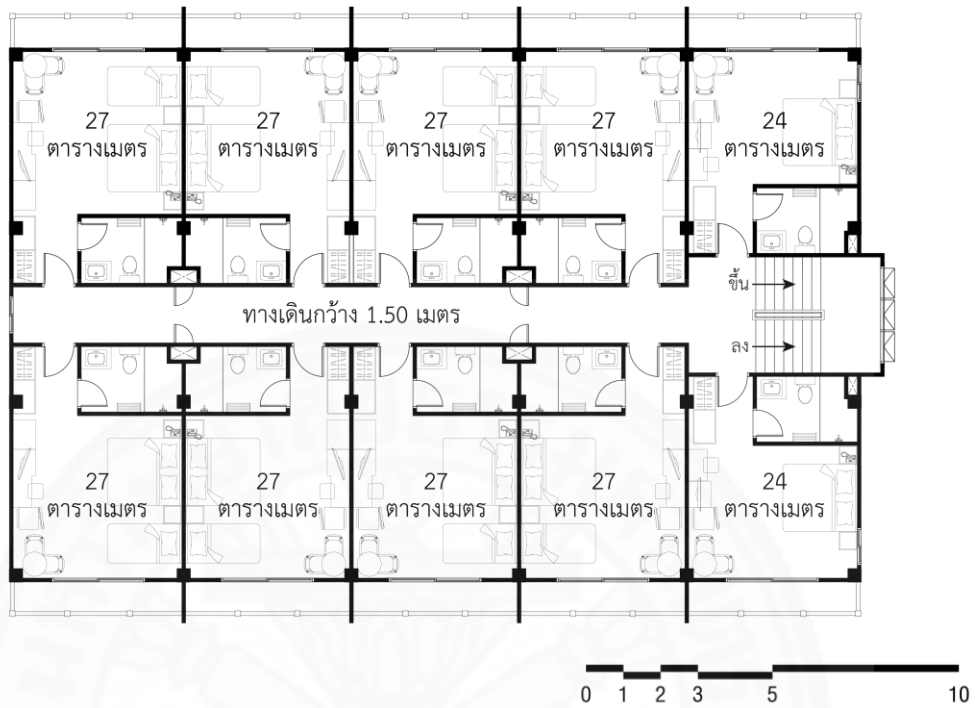 27
ตารางเมตร
27
ตารางเมตร
27
ตารางเมตร
27
ตารางเมตร
24
ตารางเมตร
ขึ้น
ทางเดินกว้าง 1.50 เมตร
ลง
27
ตารางเมตร
27
ตารางเมตร
27
ตารางเมตร
27
ตารางเมตร
24
ตารางเมตร
0 1 2 3 5 10